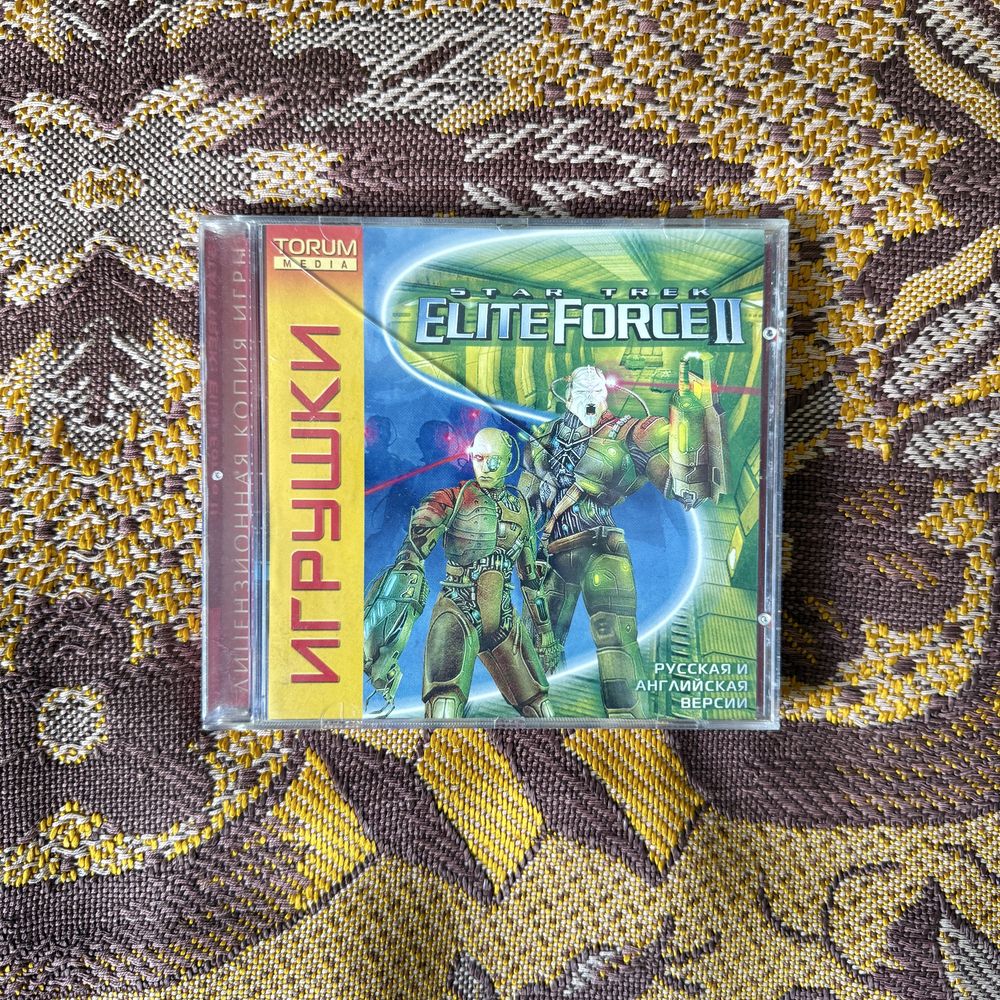 TORUM
MEDIA
STAR TREK
ELITE FORCE II
ИГРУШКИ
ЛИЦЕНЗИОННАЯ КОПИЯ ИГРЫ
РУССКАЯ И
АНГЛИЙСКАЯ
ВЕРСИИ